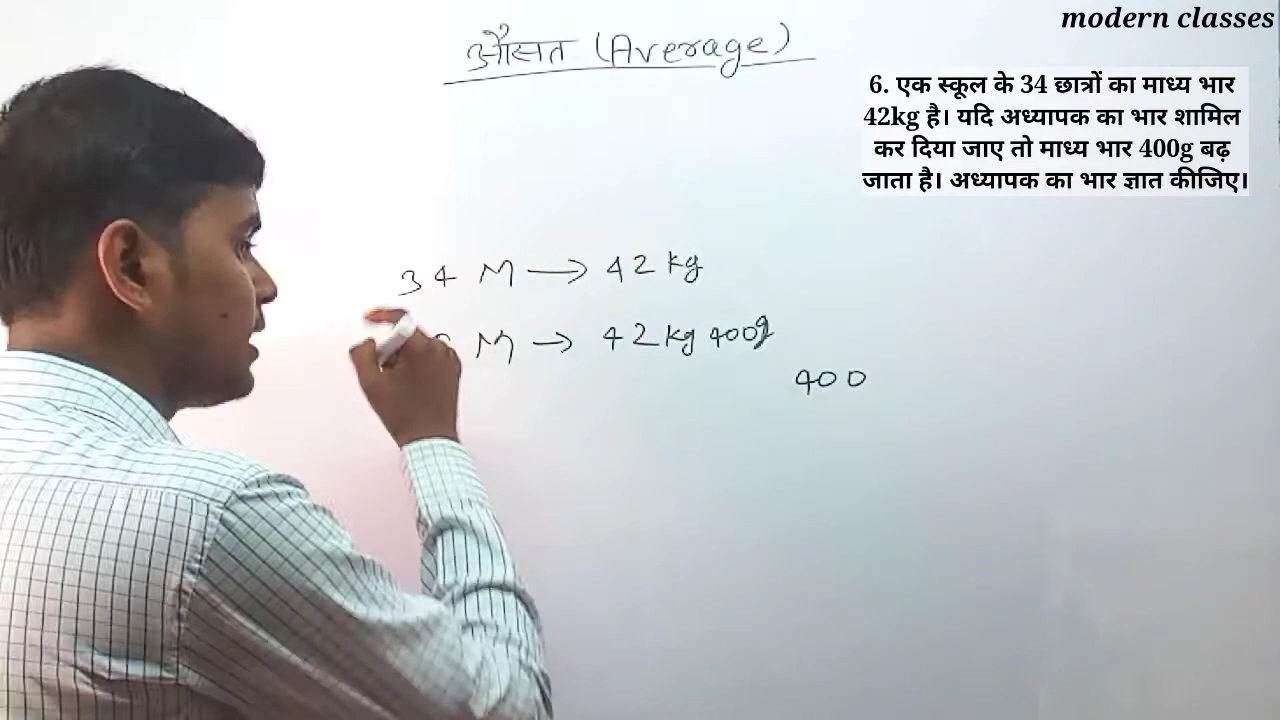 modern classes
औसत (Average)
6. एक स्कूल के 34 छात्रों का माध्य भार
42kg है। यदि अध्यापक का भार शामिल
कर दिया जाए तो माध्य भार 400g बढ़
जाता है। अध्यापक का भार ज्ञात कीजिए।
34 M → 42 kg
M → 42 kg 400g
400